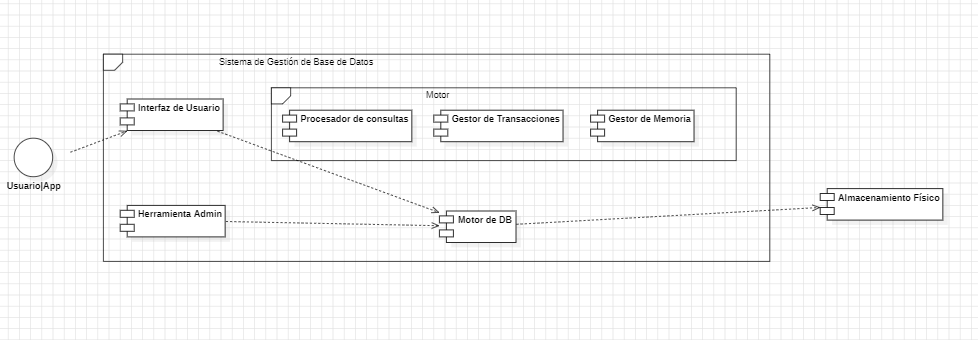 Sistema de Gestión de Base de Datos
Motor
Interfaz de Usuario
Procesador de consultas
Gestor de Transacciones
Gestor de Memoria
Usuario|App
Herramienta Admin
Motor de DB
Almacenamiento Físico